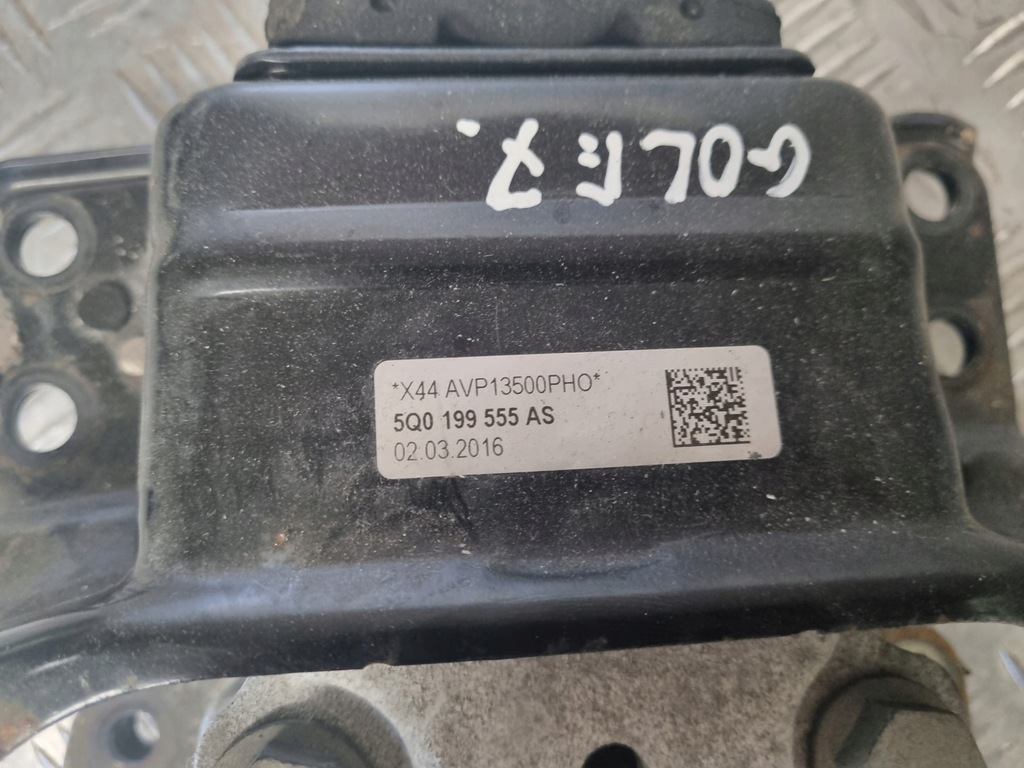 GOLF 7.
*X44 AVP13500PHO*
5Q0 199 555 AS
02.03.2016